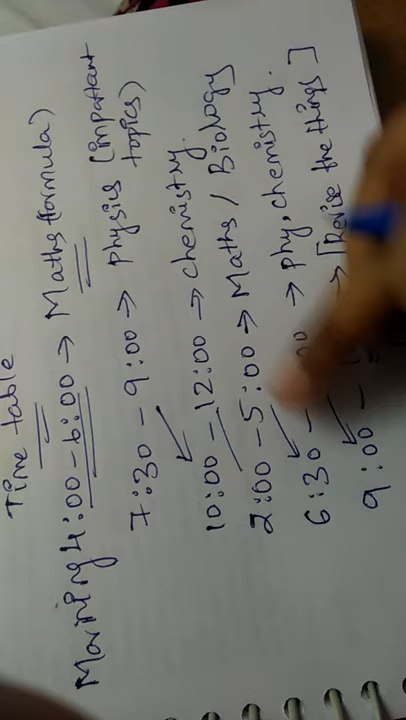 Time table
Morning 4:00-6:00 → Maths (formula)
7:30 - 9:00 → Physics (important
topics)
10:00 - 12:00 → chemistry.
2:00 - 5:00 → Maths / Biology
6:30 - 00 → Phy, chemistry.
9:00 - → [Revise the things]